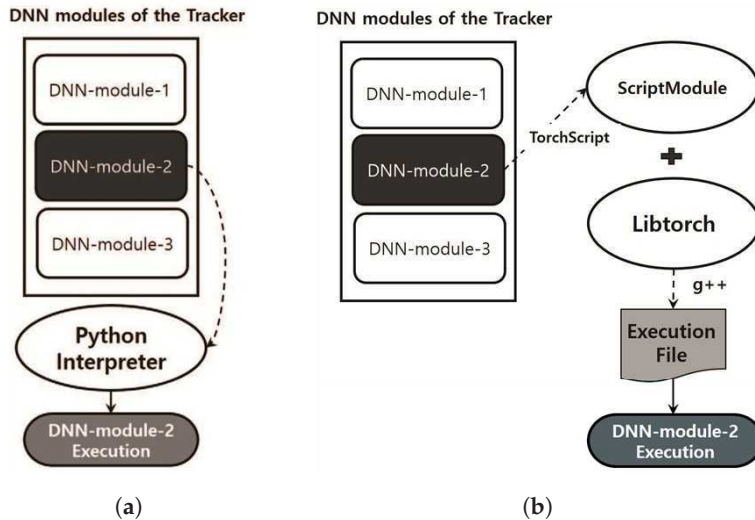 DNN modules of the Tracker
DNN-module-1
DNN-module-2
DNN-module-3
Python
Interpreter
DNN-module-2
Execution
(a)
DNN modules of the Tracker
DNN-module-1
DNN-module-2
DNN-module-3
TorchScript
ScriptModule
Libtorch
g++
Execution
File
DNN-module-2
Execution
(b)